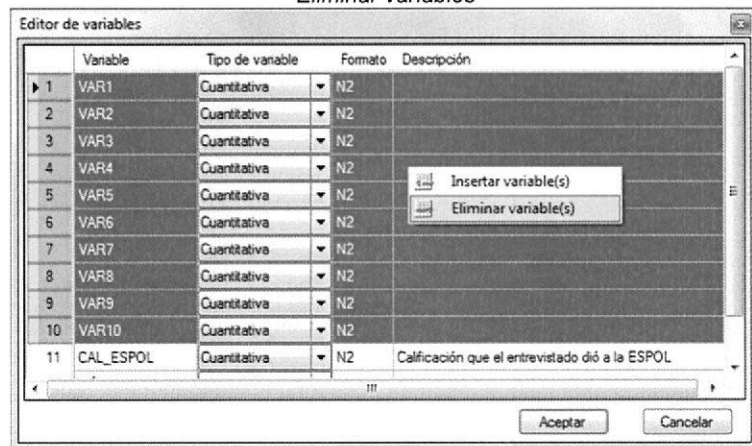 Eliminar variables
Editor de variables
Variable Tipo de variable Formato Descripción
1 VAR1 Cuantitativa N2
2 VAR2 Cuantitativa N2
3 VAR3 Cuantitativa N2
4 VAR4 Cuantitativa N2
Insertar variable(s)
5 VAR5 Cuantitativa N2
Eliminar variable(s)
6 VAR6 Cuantitativa N2
7 VAR7 Cuantitativa N2
8 VAR8 Cuantitativa N2
9 VAR9 Cuantitativa N2
10 VAR10 Cuantitativa N2
11 CAL_ESPOL Cuantitativa N2 Calificación que el entrevistado dió a la ESPOL
Aceptar Cancelar